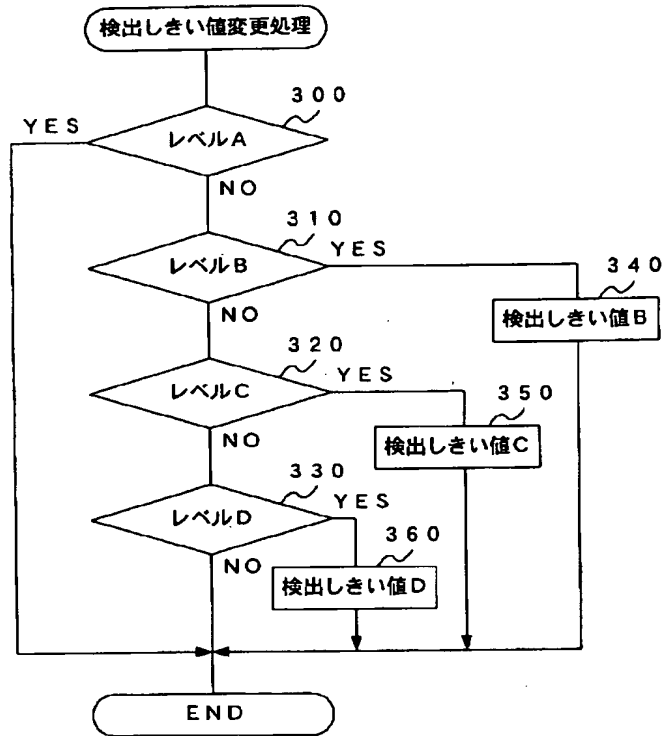 検出しきい値変更処理
300
YES
レベルA
NO
310
YES
レベルB
340
NO
検出しきい値B
320
YES
レベルC
350
NO
検出しきい値C
330
YES
レベルD
360
NO
検出しきい値D
END